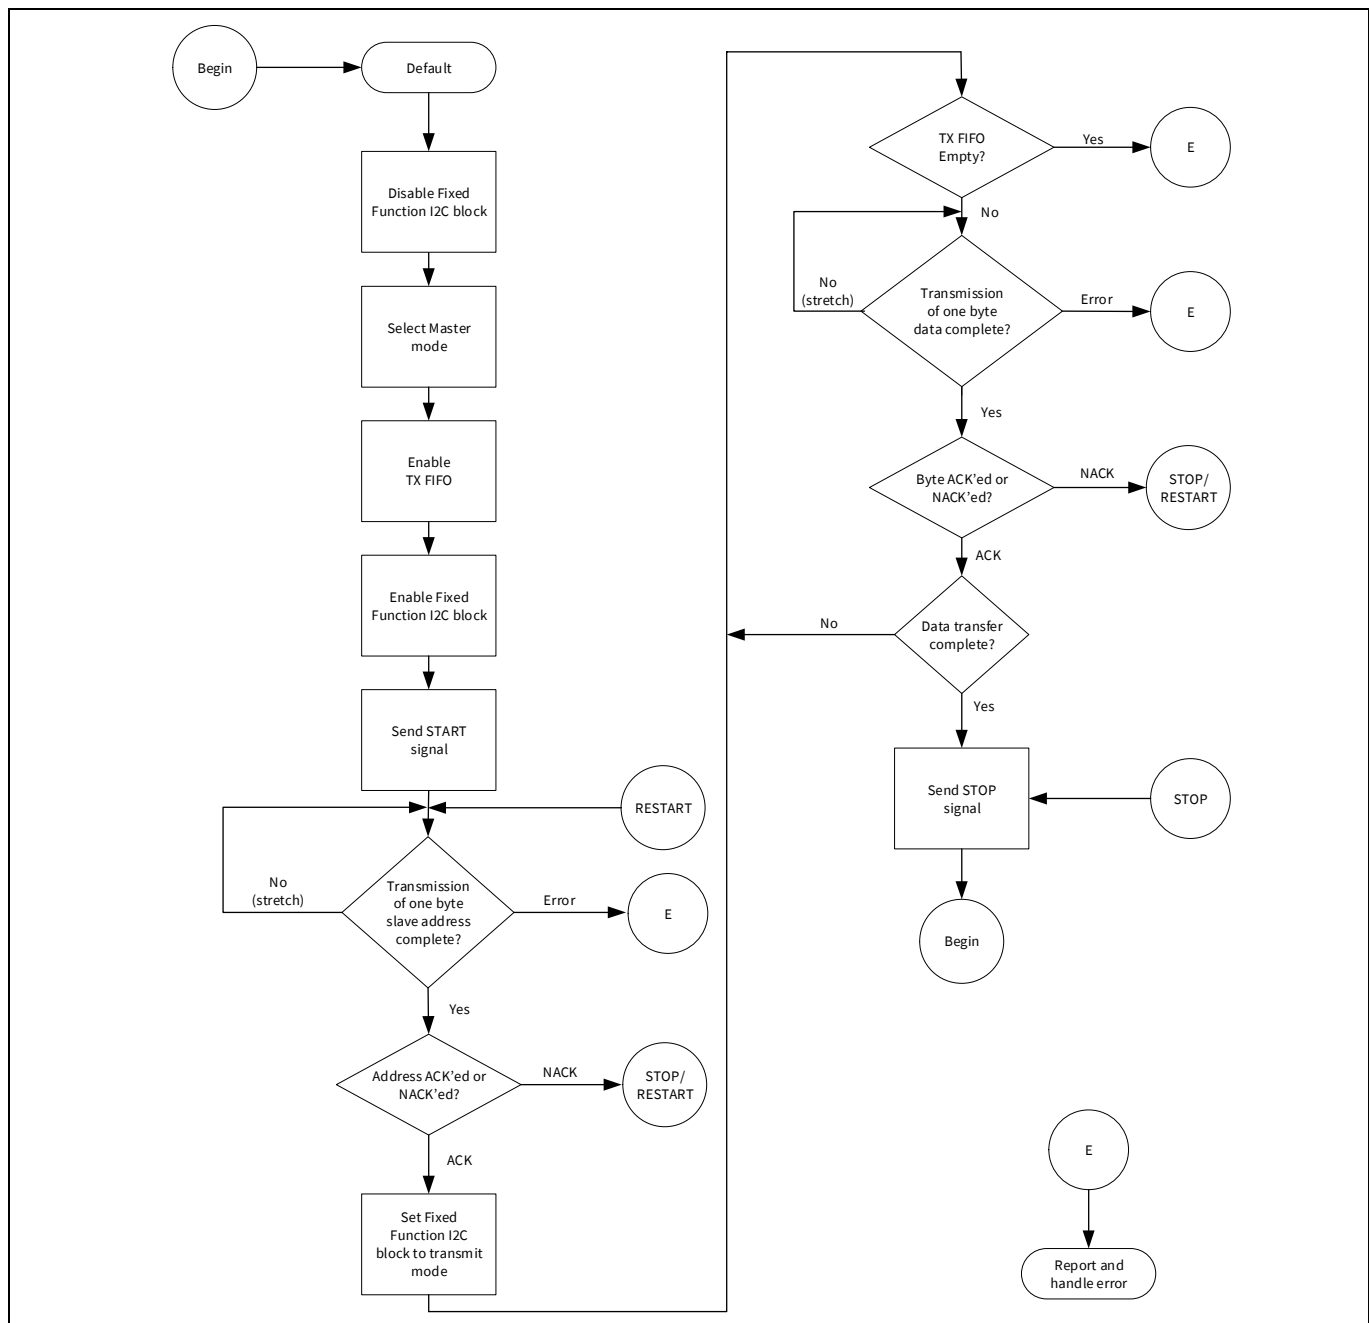 Begin
Default
Disable Fixed
Function I2C block
Select Master
mode
Enable
TX FIFO
Enable Fixed
Function I2C block
Send START
signal
RESTART
No
(stretch)
Transmission
of one byte
slave address
complete?
Error
E
Yes
Address ACK’ed or
NACK’ed?
NACK
STOP/
RESTART
ACK
Set Fixed
Function I2C
block to transmit
mode
TX FIFO
Empty?
Yes
E
No
No
(stretch)
Transmission
of one byte
data complete?
Error
E
Yes
Byte ACK’ed or
NACK’ed?
NACK
STOP/
RESTART
ACK
No
Data transfer
complete?
Yes
Send STOP
signal
STOP
Begin
E
Report and
handle error